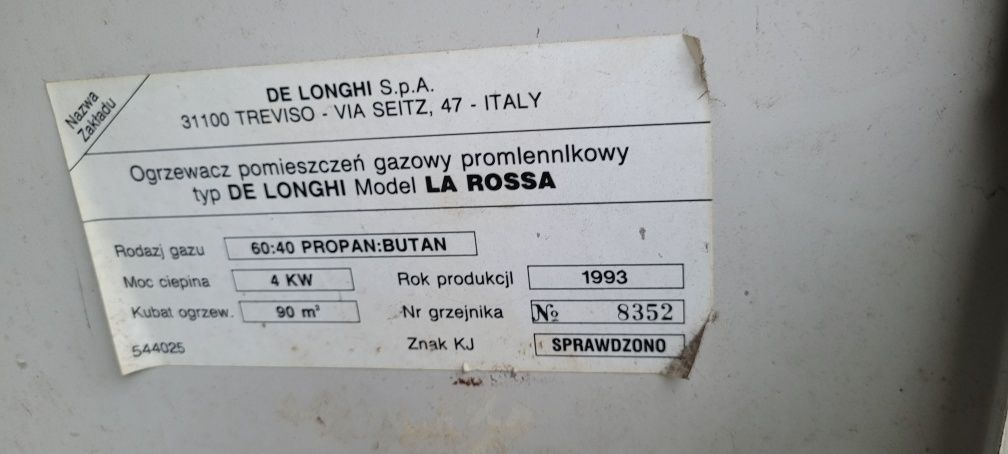 Nazwa
Zakładu
DE LONGHI S.p.A.
31100 TREVISO - VIA SEITZ, 47 - ITALY
Ogrzewacz pomieszczeń gazowy promlennlkowy
typ DE LONGHI Model LA ROSSA
Rodazj gazu 60:40 PROPAN:BUTAN
Moc ciepina 4 KW Rok produkcjl 1993
Kubat ogrzew. 90 m³ Nr grzejnika № 8352
544025 Znak KJ SPRAWDZONO